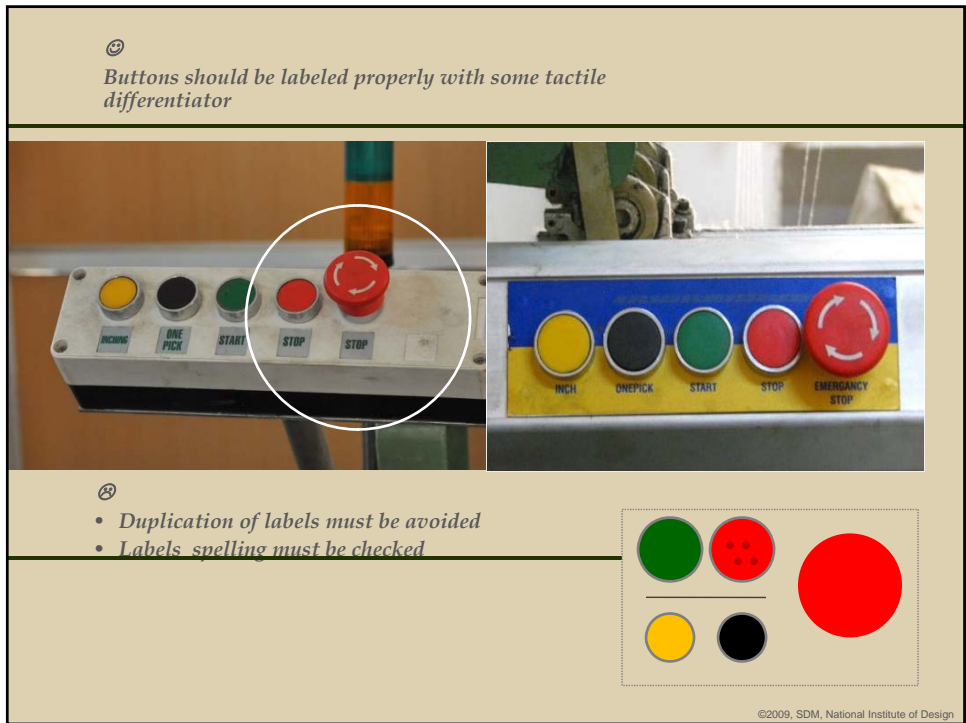 ☺
Buttons should be labeled properly with some tactile
differentiator
INCHING
ONE
PICK
START
STOP
STOP
INCH
ONEPICK
START
STOP
EMERGANCY
STOP
☹
• Duplication of labels must be avoided
• Labels spelling must be checked
©2009, SDM, National Institute of Design